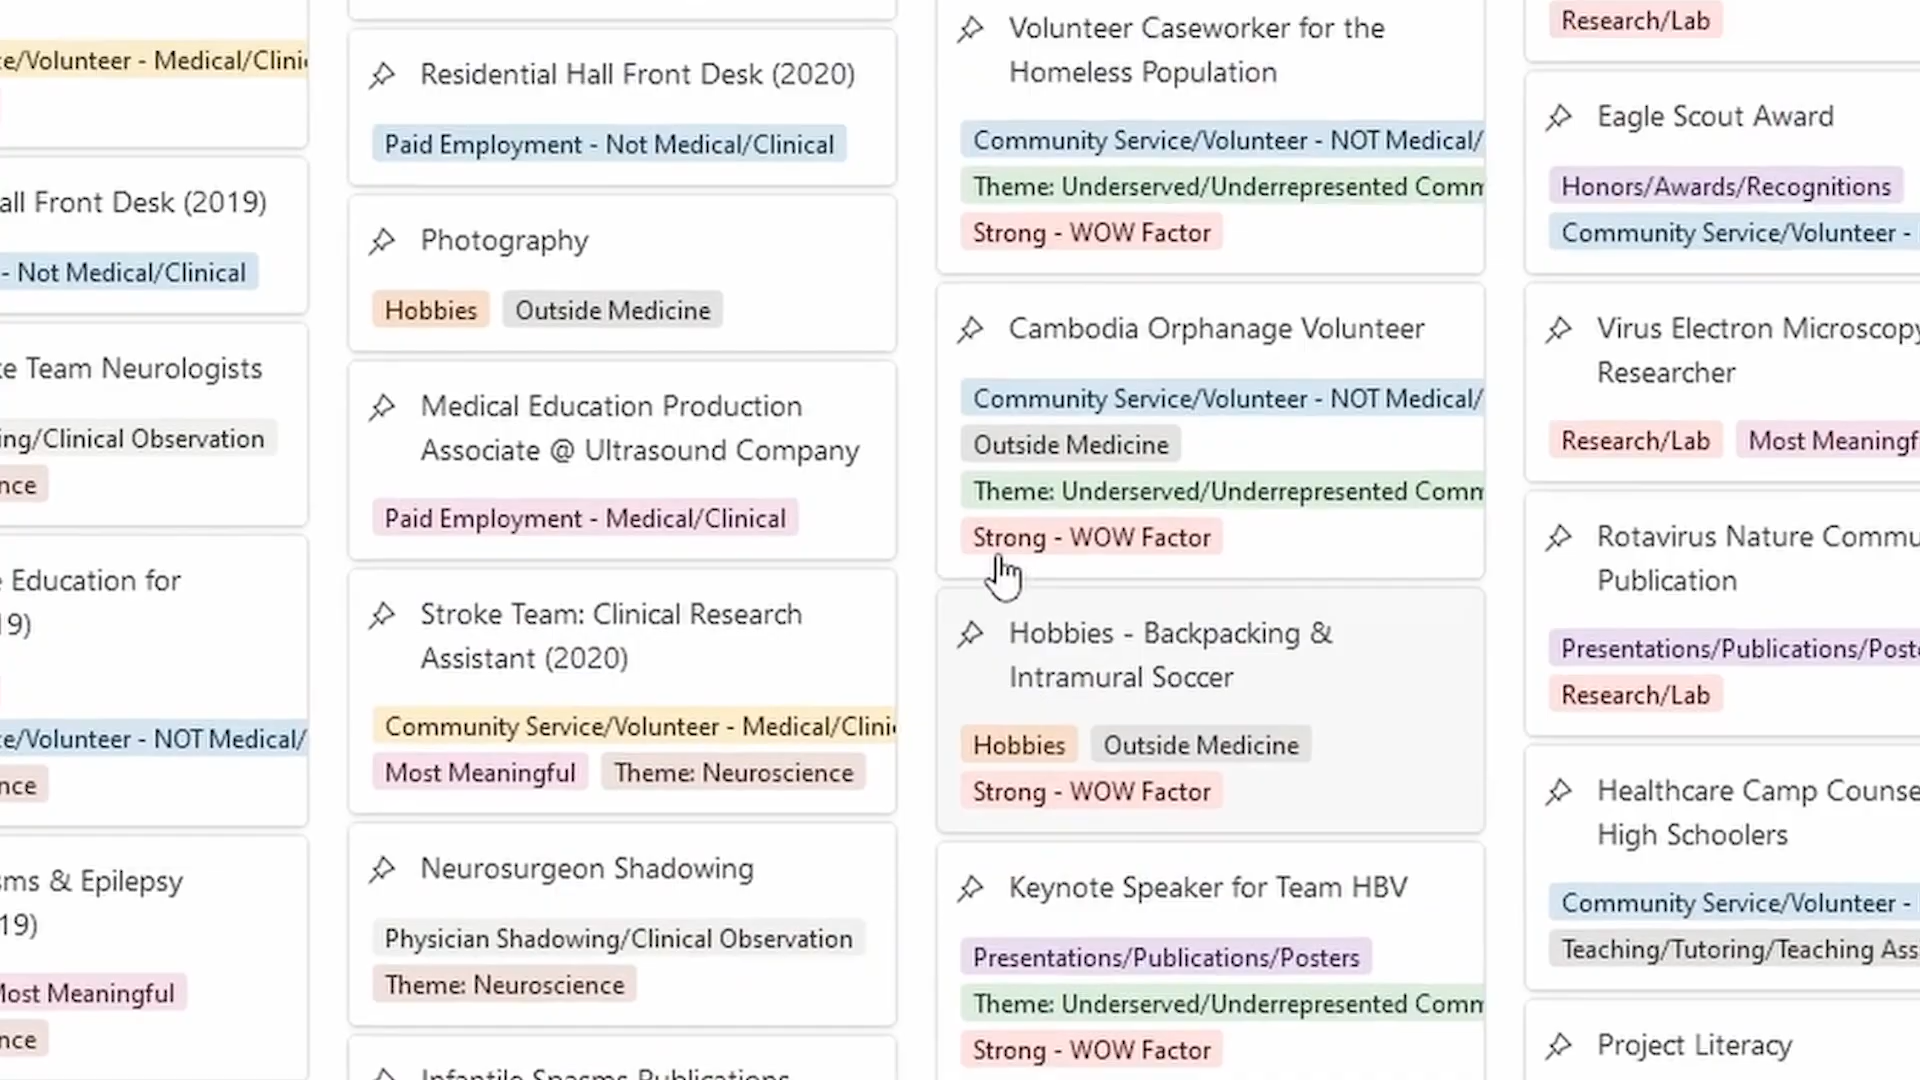 e/Volunteer - Medical/Clini
all Front Desk (2019)
- Not Medical/Clinical
e Team Neurologists
ing/Clinical Observation
nce
e Education for
19)
e/Volunteer - NOT Medical/
nce
sms & Epilepsy
19)
Most Meaningful
nce
Residential Hall Front Desk (2020)
Paid Employment - Not Medical/Clinical
Photography
Hobbies
Outside Medicine
Medical Education Production
Associate @ Ultrasound Company
Paid Employment - Medical/Clinical
Stroke Team: Clinical Research
Assistant (2020)
Community Service/Volunteer - Medical/Clini
Most Meaningful
Theme: Neuroscience
Neurosurgeon Shadowing
Physician Shadowing/Clinical Observation
Theme: Neuroscience
Infantile Spasms Publications
Volunteer Caseworker for the
Homeless Population
Community Service/Volunteer - NOT Medical/
Theme: Underserved/Underrepresented Comm
Strong - WOW Factor
Cambodia Orphanage Volunteer
Community Service/Volunteer - NOT Medical/
Outside Medicine
Theme: Underserved/Underrepresented Comm
Strong - WOW Factor
Hobbies - Backpacking &
Intramural Soccer
Hobbies
Outside Medicine
Strong - WOW Factor
Keynote Speaker for Team HBV
Presentations/Publications/Posters
Theme: Underserved/Underrepresented Comm
Strong - WOW Factor
Research/Lab
Eagle Scout Award
Honors/Awards/Recognitions
Community Service/Volunteer -
Virus Electron Microscopy
Researcher
Research/Lab
Most Meaningf
Rotavirus Nature Commu
Publication
Presentations/Publications/Poste
Research/Lab
Healthcare Camp Counse
High Schoolers
Community Service/Volunteer -
Teaching/Tutoring/Teaching Ass
Project Literacy